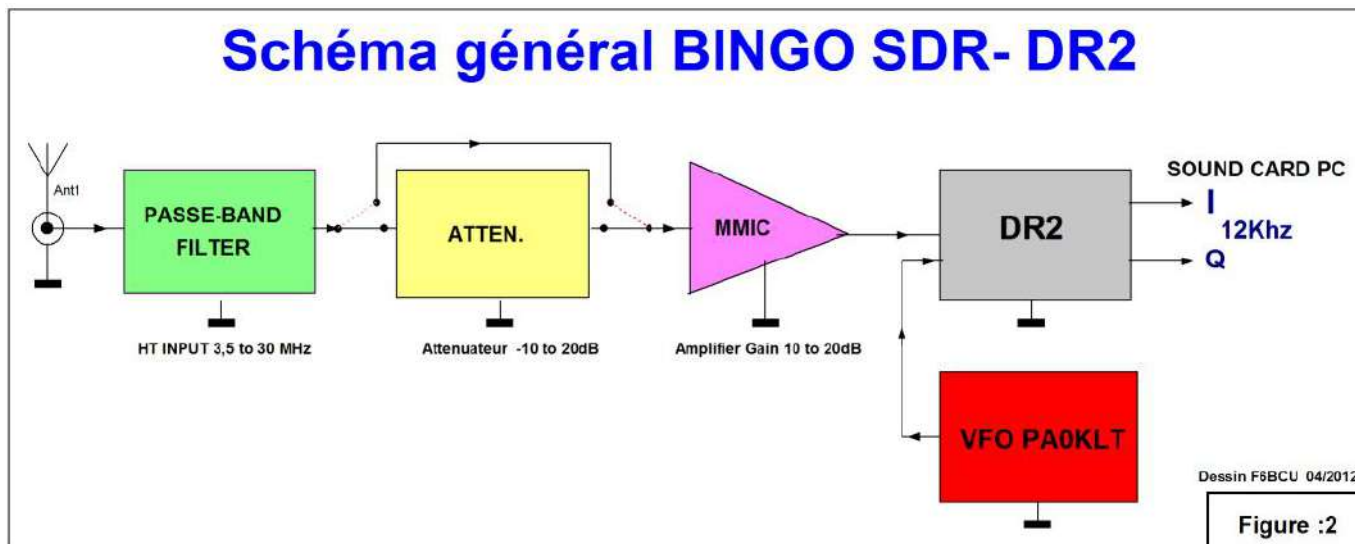 Schéma général BINGO SDR- DR2
Ant1
PASSE-BAND
FILTER
HT INPUT 3,5 to 30 MHz
ATTEN.
Attenuateur -10 to 20dB
MMIC
Amplifier Gain 10 to 20dB
DR2
SOUND CARD PC
I
12Khz
Q
VFO PA0KLT
Dessin F6BCU 04/2012
Figure :2